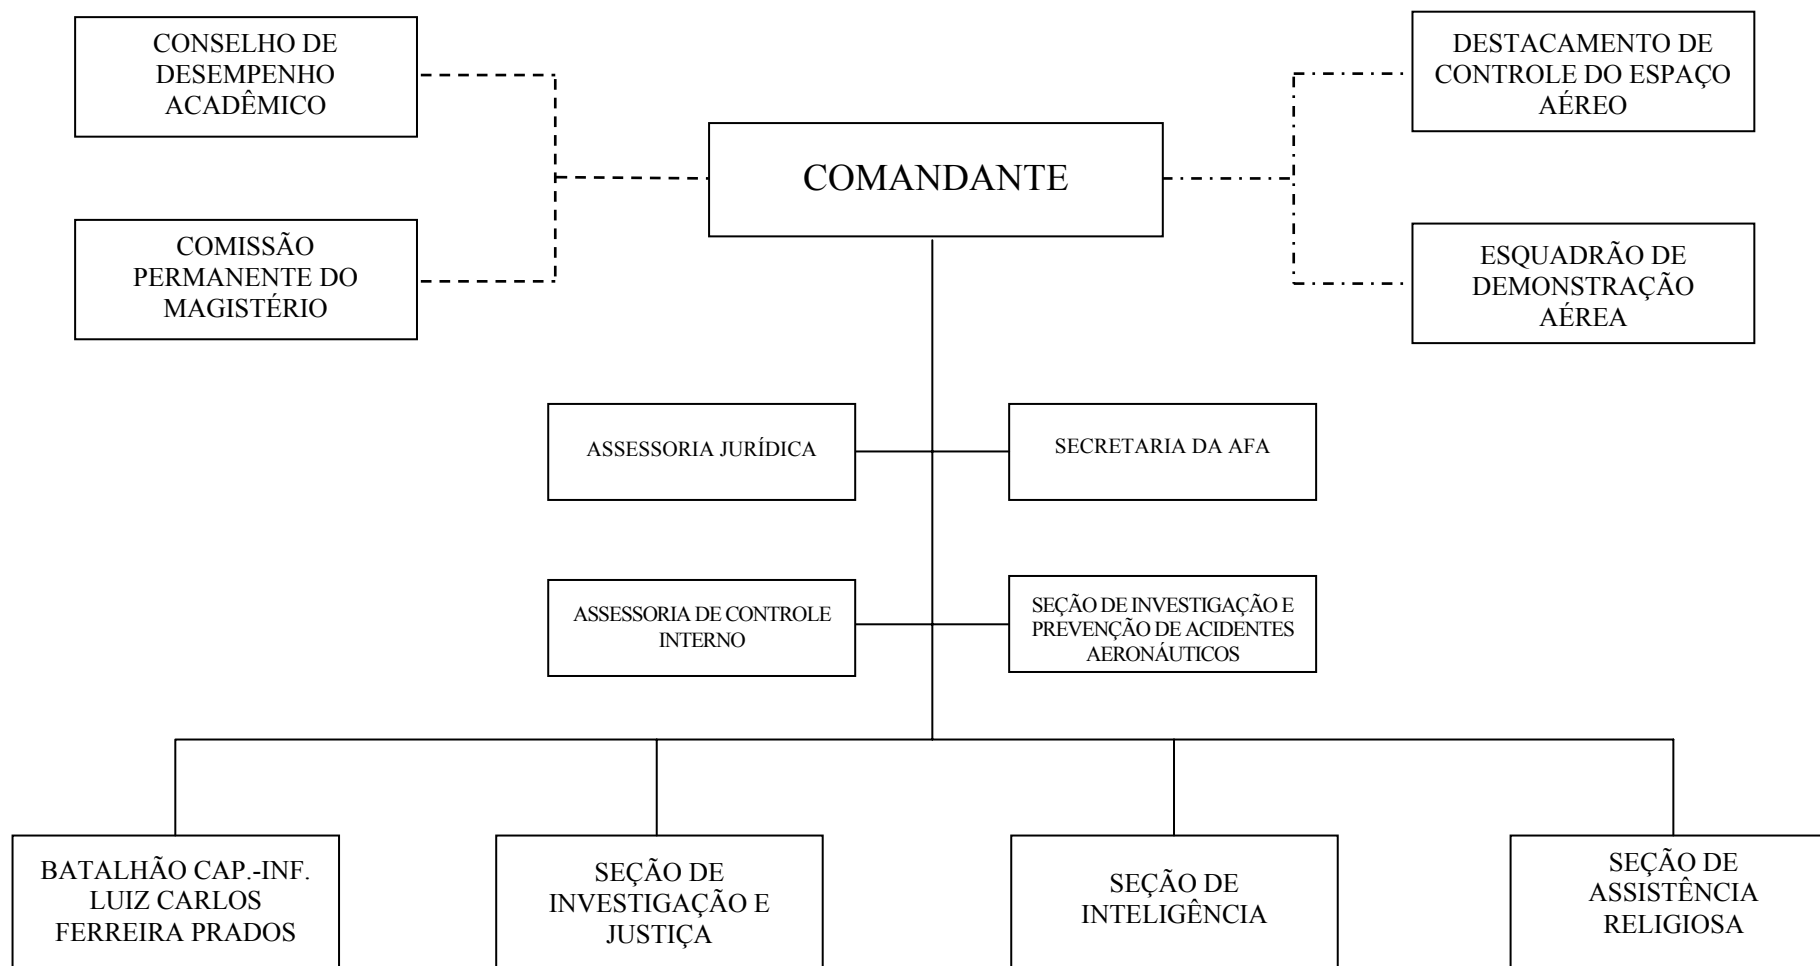 CONSELHO DE
DESEMPENHO
ACADÊMICO
DESTACAMENTO DE
CONTROLE DO ESPAÇO
AÉREO
COMANDANTE
COMISSÃO
PERMANENTE DO
MAGISTÉRIO
ESQUADRÃO DE
DEMONSTRAÇÃO
AÉREA
ASSESSORIA JURÍDICA
SECRETARIA DA AFA
ASSESSORIA DE CONTROLE
INTERNO
SEÇÃO DE INVESTIGAÇÃO E
PREVENÇÃO DE ACIDENTES
AERONÁUTICOS
BATALHÃO CAP.-INF.
LUIZ CARLOS
FERREIRA PRADOS
SEÇÃO DE
INVESTIGAÇÃO E
JUSTIÇA
SEÇÃO DE
INTELIGÊNCIA
SEÇÃO DE
ASSISTÊNCIA
RELIGIOSA